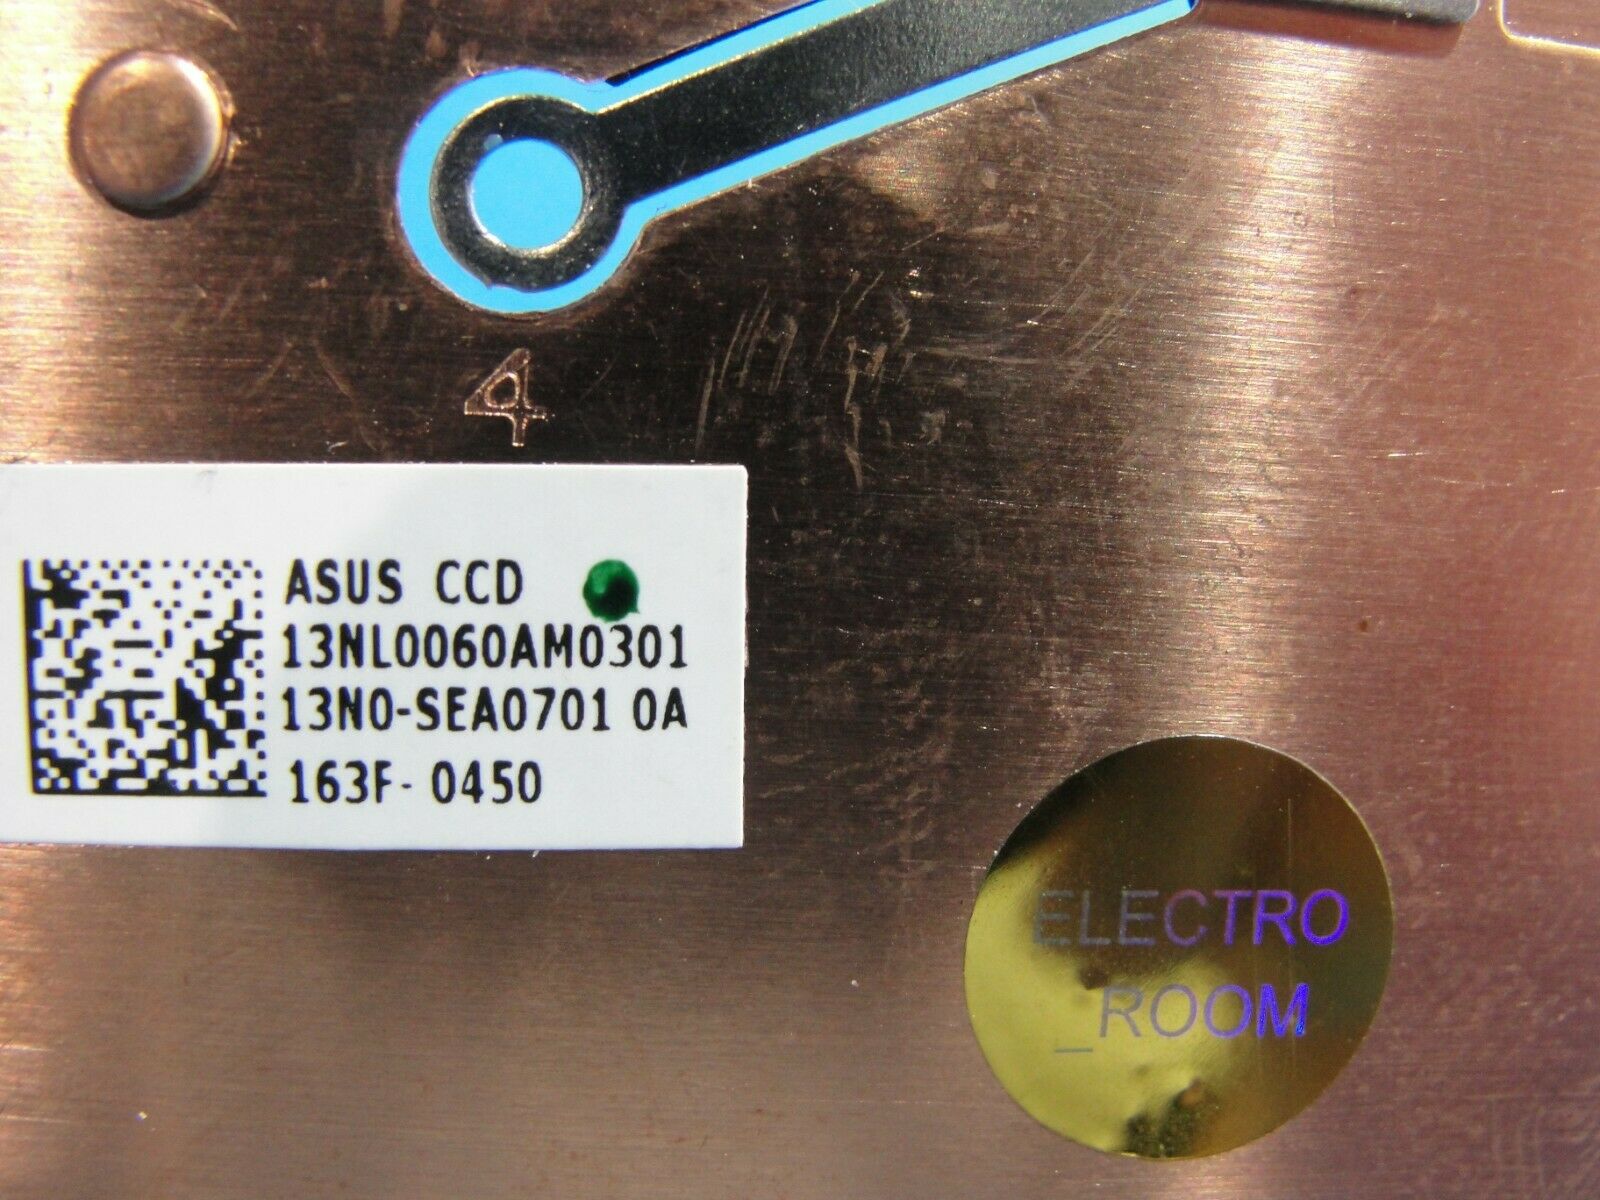 4
ASUS CCD
13NL0060AM0301
13N0-SEA0701 0A
163F- 0450
ELECTRO
_ROOM